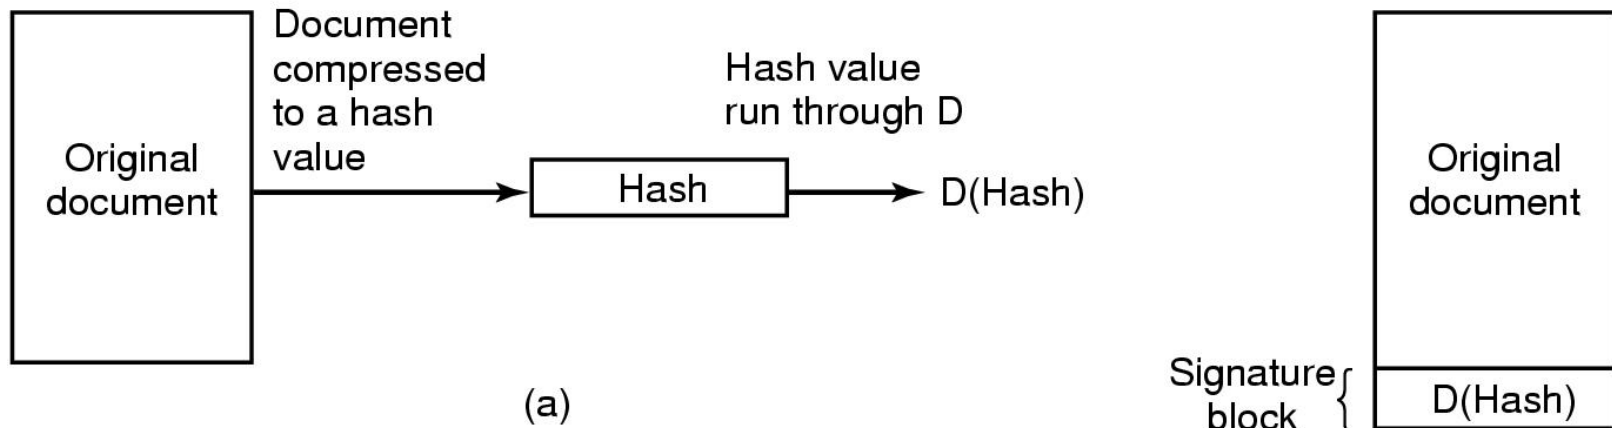 Original
document
Document
compressed
to a hash
value
Hash
Hash value
run through D
D(Hash)
(a)
Original
document
Signature
block
D(Hash)